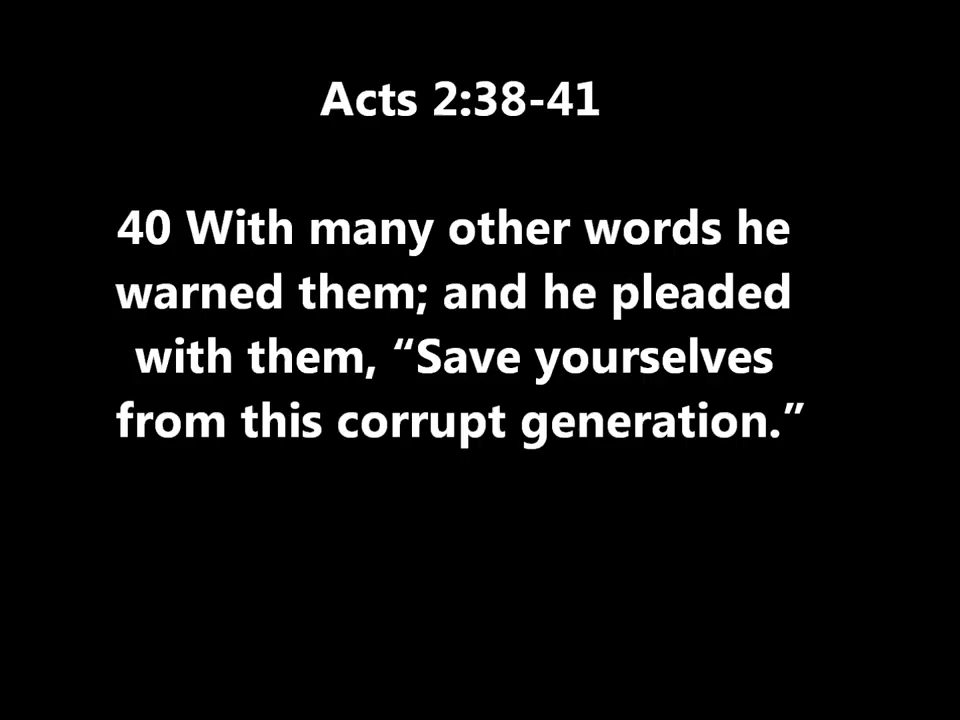 Acts 2:38-41
40 With many other words he
warned them; and he pleaded
with them, “Save yourselves
from this corrupt generation.”